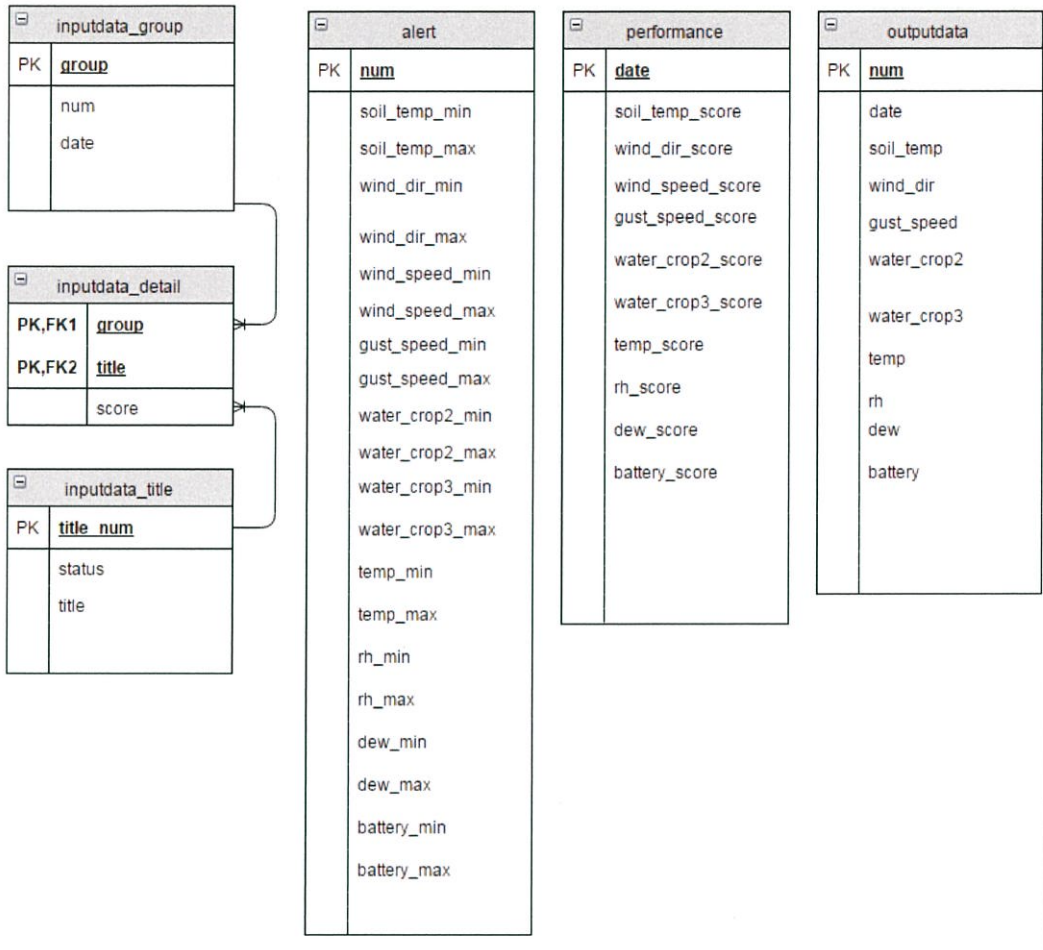 inputdata_group
PK group
num
date
inputdata_detail
PK,FK1 group
PK,FK2 title
score
inputdata_title
PK title_num
status
title
alert
PK num
soil_temp_min
soil_temp_max
wind_dir_min
wind_dir_max
wind_speed_min
wind_speed_max
gust_speed_min
gust_speed_max
water_crop2_min
water_crop2_max
water_crop3_min
water_crop3_max
temp_min
temp_max
rh_min
rh_max
dew_min
dew_max
battery_min
battery_max
performance
PK date
soil_temp_score
wind_dir_score
wind_speed_score
gust_speed_score
water_crop2_score
water_crop3_score
temp_score
rh_score
dew_score
battery_score
outputdata
PK num
date
soil_temp
wind_dir
gust_speed
water_crop2
water_crop3
temp
rh
dew
battery